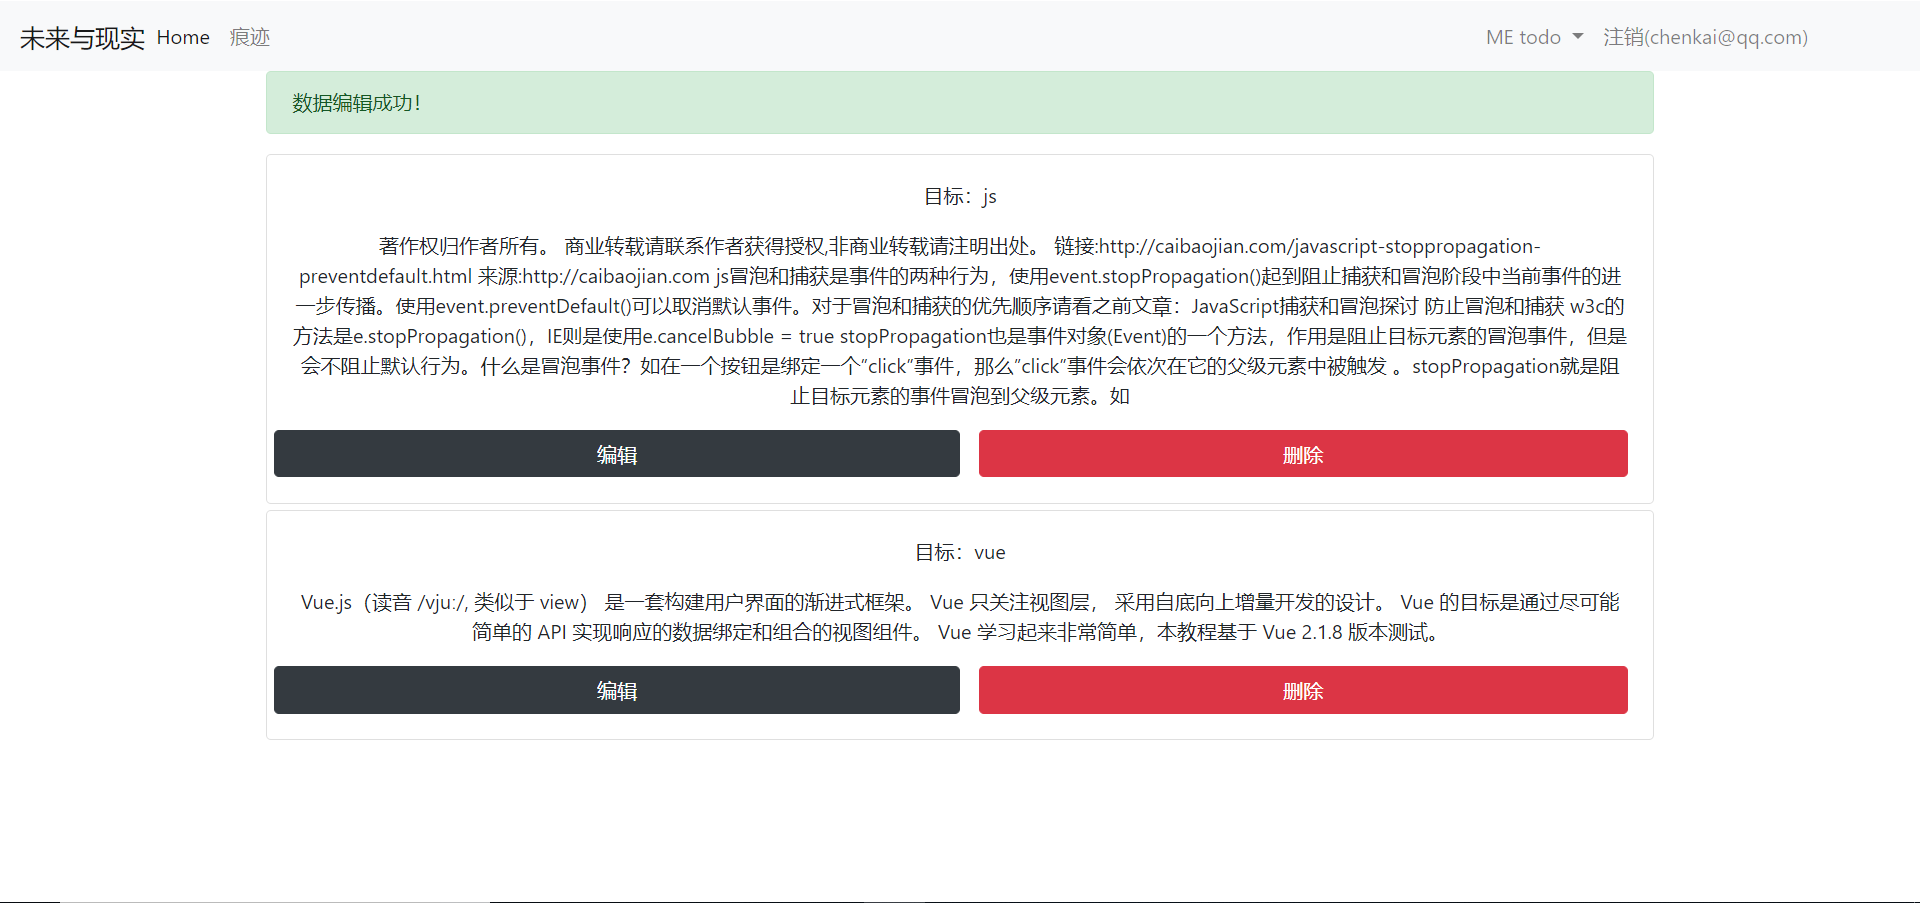 未来与现实 Home 痕迹 ME todo 注销(chenkai@qq.com)
数据编辑成功!
目标：js
著作权归作者所有。 商业转载请联系作者获得授权,非商业转载请注明出处。 链接:http://caibaojian.com/javascript-stoppropagation-
preventdefault.html 来源:http://caibaojian.com js冒泡和捕获是事件的两种行为，使用event.stopPropagation()起到阻止捕获和冒泡阶段中当前事件的进
一步传播。使用event.preventDefault()可以取消默认事件。对于冒泡和捕获的优先顺序请看之前文章：JavaScript捕获和冒泡探讨 防止冒泡和捕获 w3c的
方法是e.stopPropagation()，IE则是使用e.cancelBubble = true stopPropagation也是事件对象(Event)的一个方法，作用是阻止目标元素的冒泡事件，但是
会不阻止默认行为。什么是冒泡事件？如在一个按钮是绑定一个”click”事件，那么”click”事件会依次在它的父级元素中被触发 。stopPropagation就是阻
止目标元素的事件冒泡到父级元素。如
编辑 删除
目标：vue
Vue.js（读音 /vjuː/, 类似于 view） 是一套构建用户界面的渐进式框架。 Vue 只关注视图层， 采用自底向上增量开发的设计。 Vue 的目标是通过尽可能
简单的 API 实现响应的数据绑定和组合的视图组件。 Vue 学习起来非常简单，本教程基于 Vue 2.1.8 版本测试。
编辑 删除